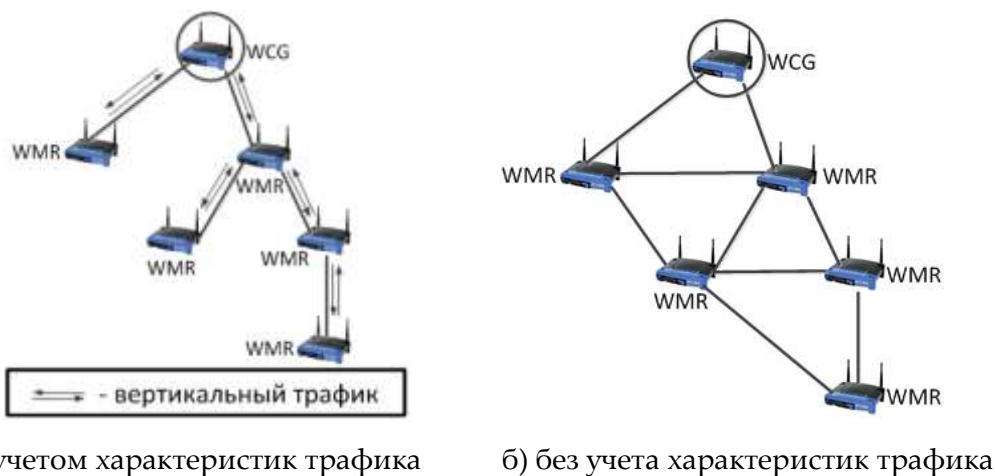 WCG
WMR
WMR
WMR
WMR
WMR
- вертикальный трафик
учетом характеристик трафика
WCG
WMR
WMR
WMR
WMR
WMR
б) без учета характеристик трафика